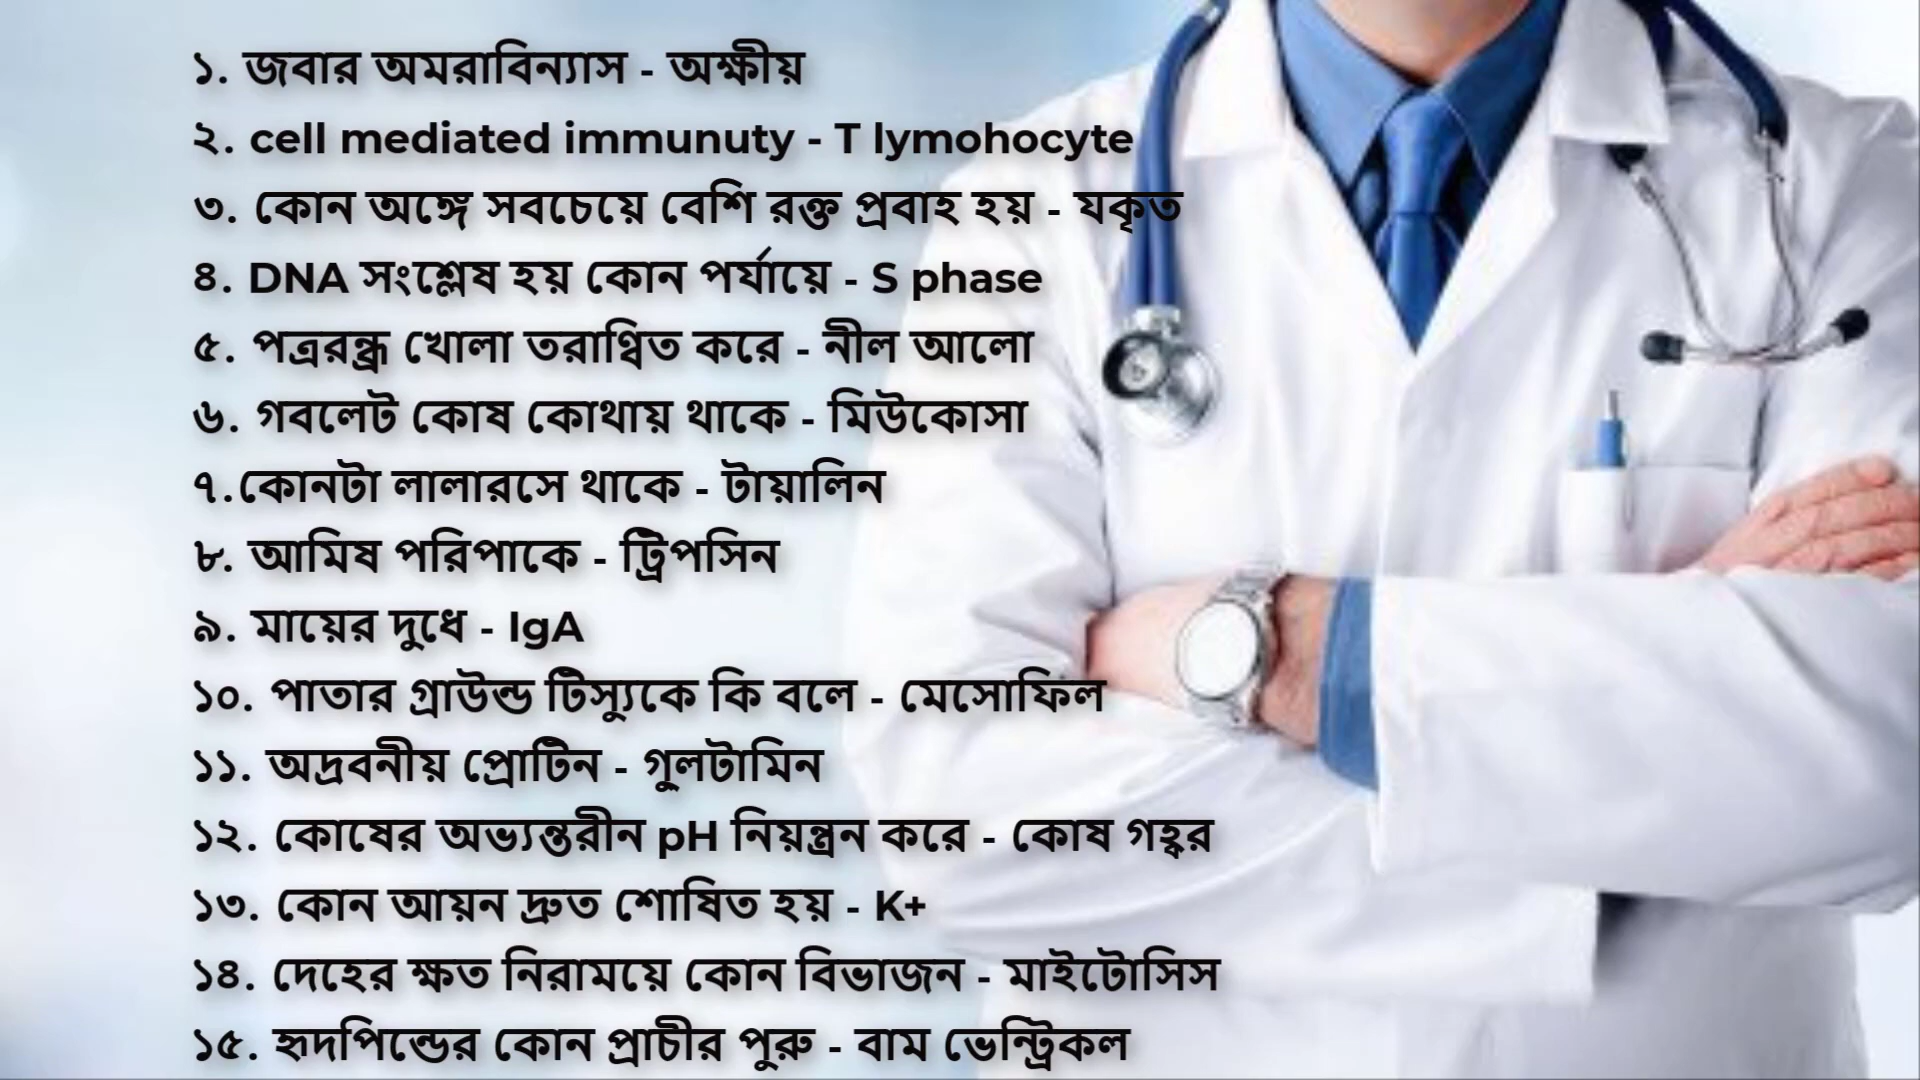 ১. জবার অমরাবিন্যাস - অক্ষীয়
২. cell mediated immunuty - T lymohocyte
৩. কোন অঙ্গে সবচেয়ে বেশি রক্ত প্রবাহ হয় - যকৃত
৪. DNA সংশ্লেষ হয় কোন পর্যায়ে - S phase
৫. পত্ররন্ধ্র খোলা তরাণ্বিত করে - নীল আলো
৬. গবলেট কোষ কোথায় থাকে - মিউকোসা
৭.কোনটা লালারসে থাকে - টায়ালিন
৮. আমিষ পরিপাকে - ট্রিপসিন
৯. মায়ের দুধে - IgA
১০. পাতার গ্রাউন্ড টিস্যুকে কি বলে - মেসোফিল
১১. অদ্রবনীয় প্রোটিন - গুলটামিন
১২. কোষের অভ্যন্তরীন pH নিয়ন্ত্রন করে - কোষ গহ্বর
১৩. কোন আয়ন দ্রুত শোষিত হয় - K+
১৪. দেহের ক্ষত নিরাময়ে কোন বিভাজন - মাইটোসিস
১৫. হৃদপিন্ডের কোন প্রাচীর পুরু - বাম ভেন্ট্রিকল